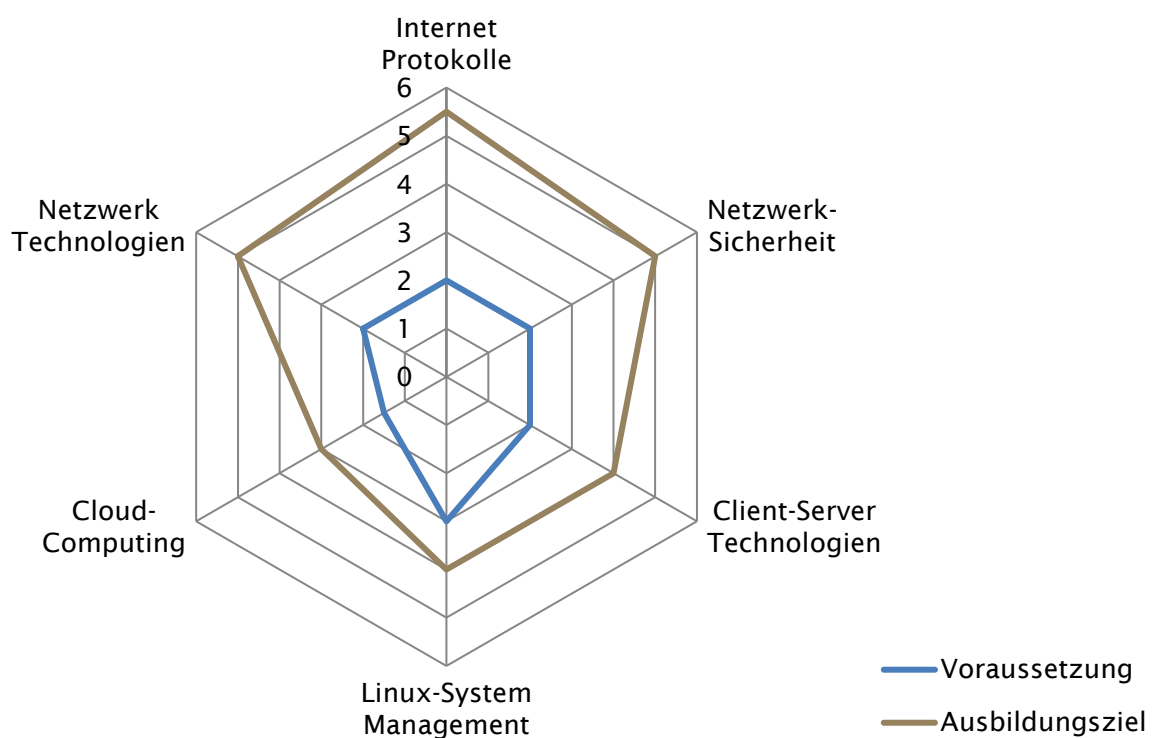 Internet
Protokolle
6
5
4
3
2
1
0
Netzwerk
Technologien
Netzwerk-
Sicherheit
Cloud-
Computing
Client-Server
Technologien
Linux-System
Management
Voraussetzung
Ausbildungsziel